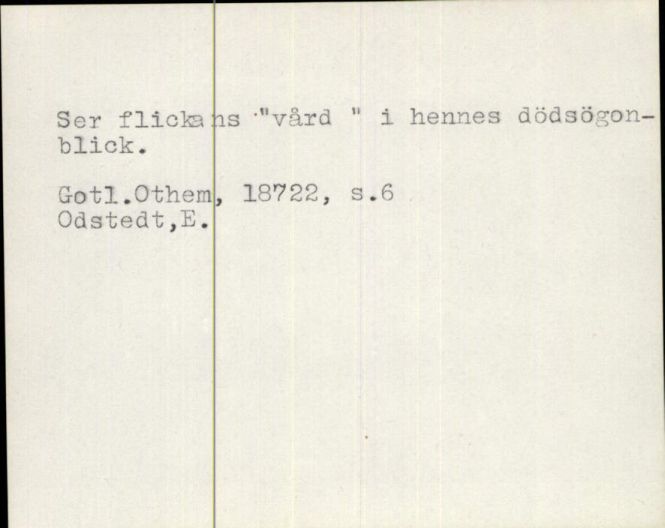 Ser flickans "vård " i hennes dödsögon-
blick.
Gotl.Othem, 18722, s.6
Odstedt,E.